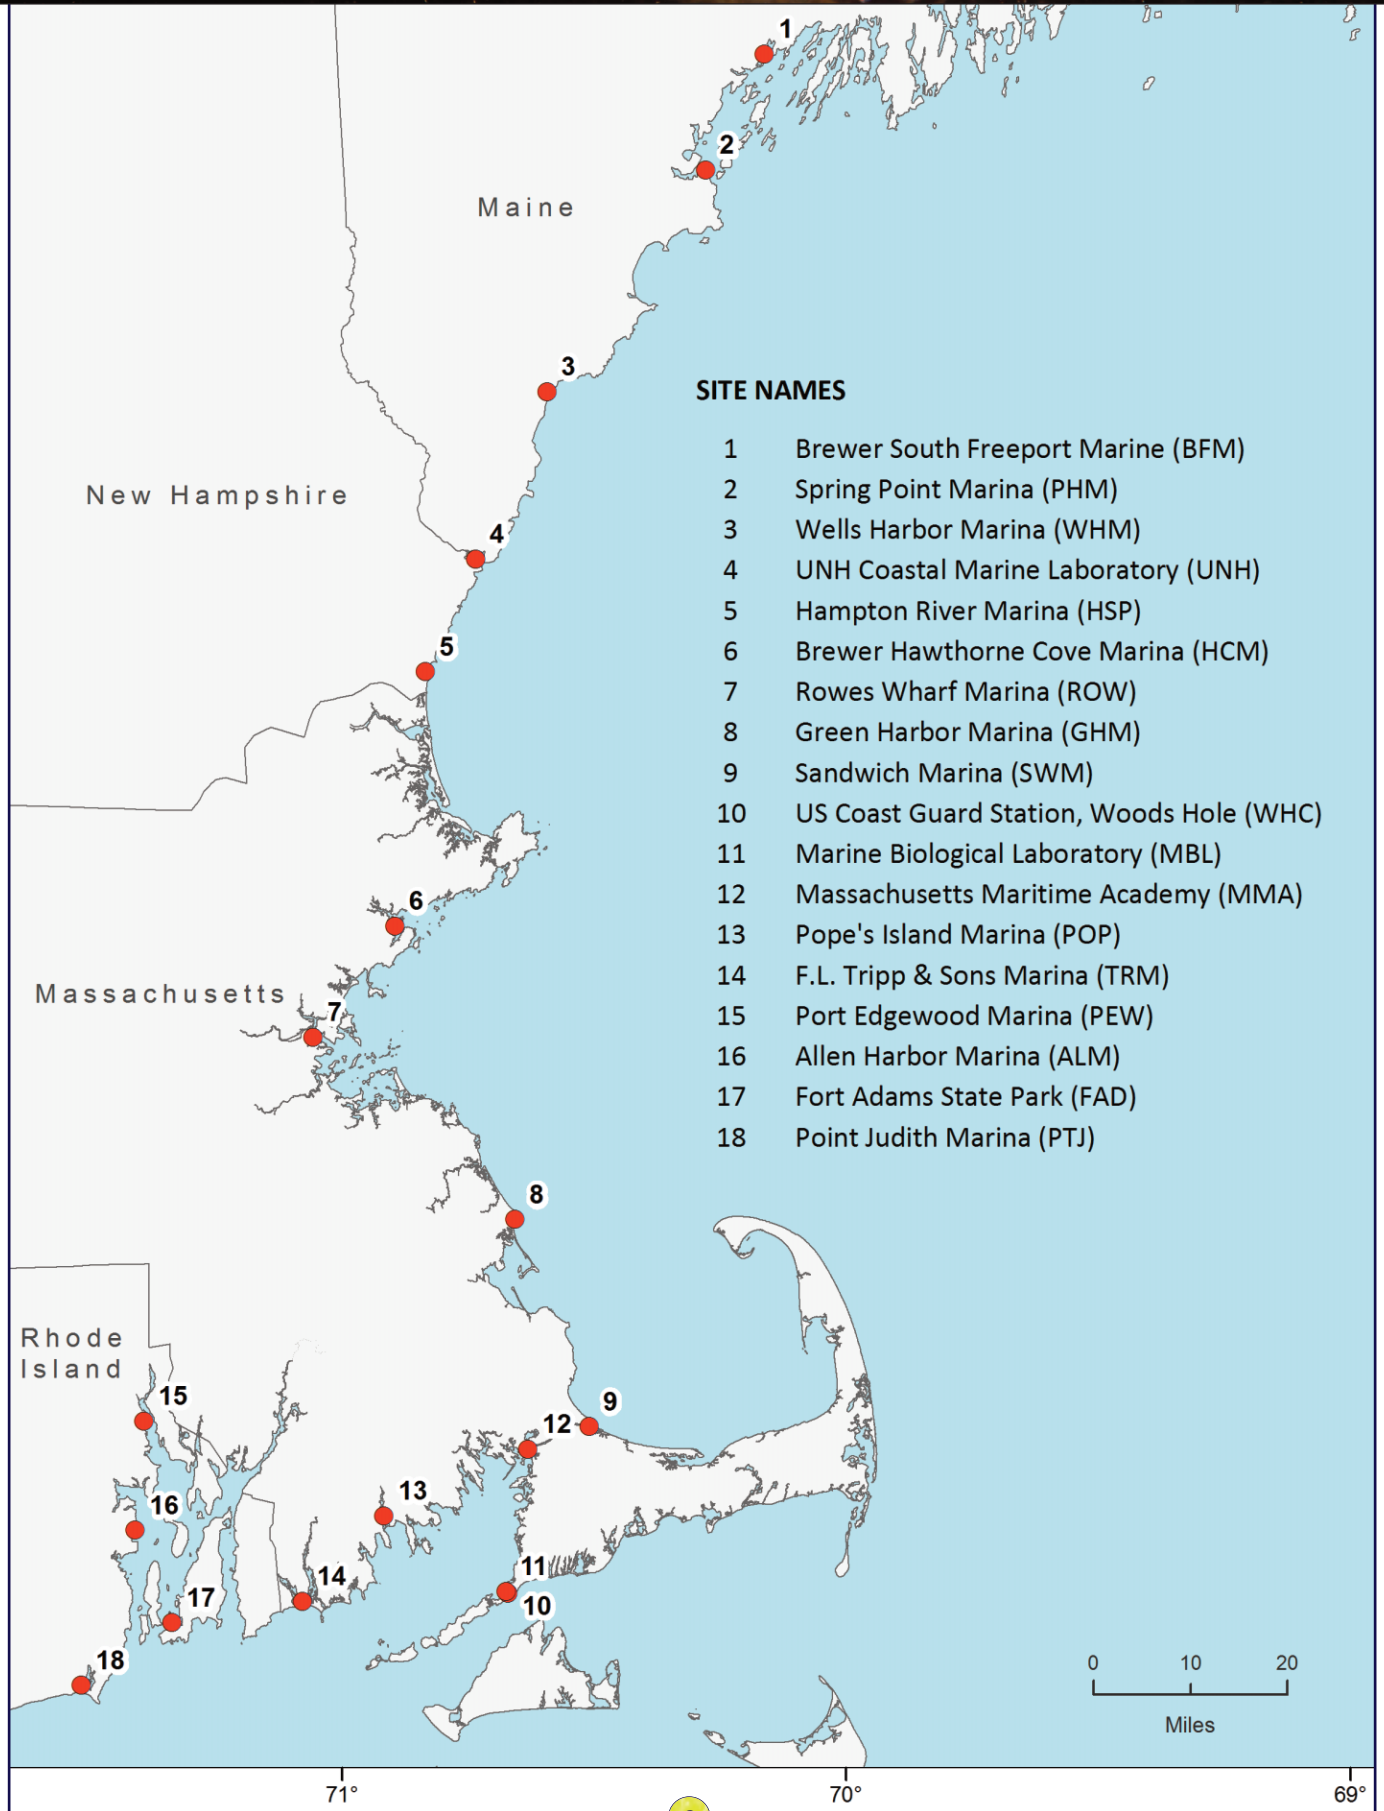 1
2
Maine
3
SITE NAMES
1 Brewer South Freeport Marine (BFM)
2 Spring Point Marina (PHM)
New Hampshire
3 Wells Harbor Marina (WHM)
4
4 UNH Coastal Marine Laboratory (UNH)
5 Hampton River Marina (HSP)
5
6 Brewer Hawthorne Cove Marina (HCM)
7 Rowes Wharf Marina (ROW)
8 Green Harbor Marina (GHM)
9 Sandwich Marina (SWM)
10 US Coast Guard Station, Woods Hole (WHC)
11 Marine Biological Laboratory (MBL)
6
12 Massachusetts Maritime Academy (MMA)
13 Pope's Island Marina (POP)
14 F.L. Tripp & Sons Marina (TRM)
Massachusetts
7
15 Port Edgewood Marina (PEW)
16 Allen Harbor Marina (ALM)
17 Fort Adams State Park (FAD)
18 Point Judith Marina (PTJ)
8
Rhode
Island
15
9
12
13
16
11
14
17
10
18
0 10 20
Miles
71° 70° 69°